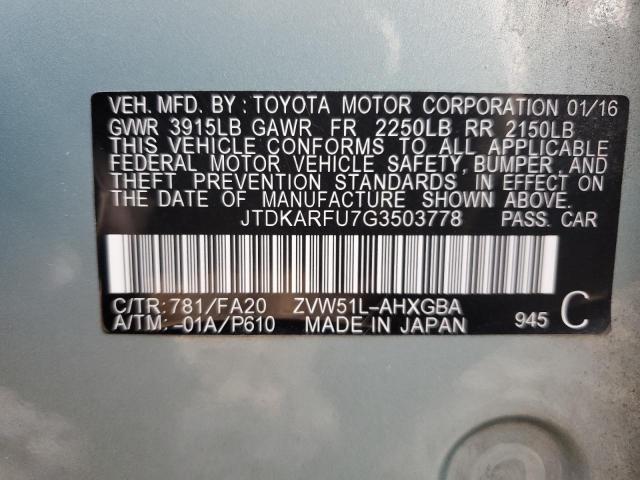 VEH. MFD. BY : TOYOTA MOTOR CORPORATION 01/16
GVWR 3915LB GAWR FR 2250LB RR 2150LB
THIS VEHICLE CONFORMS TO ALL APPLICABLE
FEDERAL MOTOR VEHICLE SAFETY, BUMPER, AND
THEFT PREVENTION STANDARDS IN EFFECT ON
THE DATE OF MANUFACTURE SHOWN ABOVE.
JTDKARFU7G3503778 PASS. CAR
C/TR: 781/FA20 ZVW51L-AHXGBA
A/TM: -01A/P610 MADE IN JAPAN 945 C